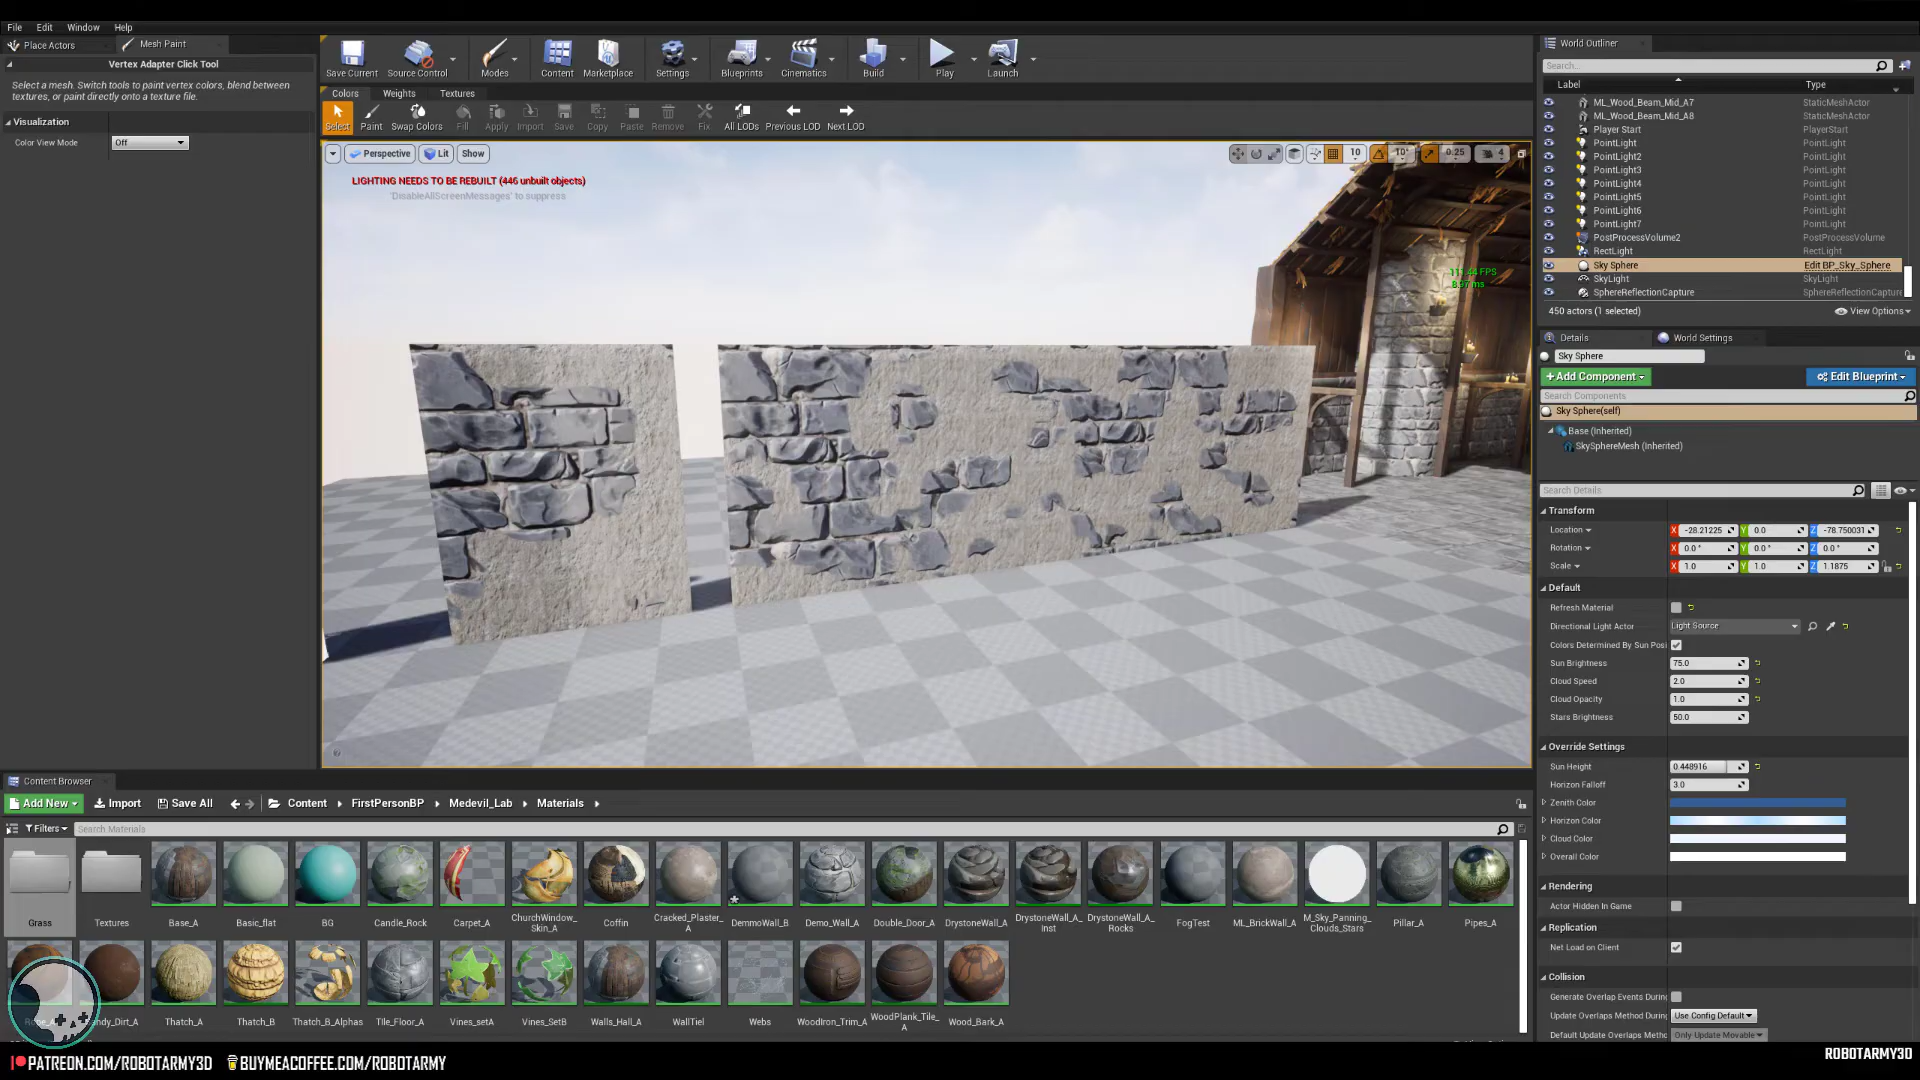 File Edit Window Help
Place Actors Mesh Paint
Vertex Adapter Click Tool
Select a mesh. Switch tools to paint vertex colors, blend between
textures, or paint directly onto a texture file.
Visualization
Color View Mode Off
Save Current Source Control Modes Content Marketplace Settings Blueprints Cinematics Build Play Launch
Colors Weights Textures
Select Paint Swap Colors Fill Apply Import Save Copy Paste Remove Fix All LODs Previous LOD Next LOD
Perspective Lit Show 10 10° 0.25 4
LIGHTING NEEDS TO BE REBUILT (446 unbuilt objects)
'DisableAllScreenMessages' to suppress
111.44 FPS
8.97 ms
World Outliner
Search...
Label Type
ML_Wood_Beam_Mid_A7 StaticMeshActor
ML_Wood_Beam_Mid_A8 StaticMeshActor
Player Start PlayerStart
PointLight PointLight
PointLight2 PointLight
PointLight3 PointLight
PointLight4 PointLight
PointLight5 PointLight
PointLight6 PointLight
PointLight7 PointLight
PostProcessVolume2 PostProcessVolume
RectLight RectLight
Sky Sphere Edit BP_Sky_Sphere
SkyLight SkyLight
SphereReflectionCapture SphereReflectionCapture
450 actors (1 selected) View Options
Details World Settings
Sky Sphere
+Add Component Edit Blueprint
Search Components
Sky Sphere(self)
Base (Inherited)
SkySphereMesh (Inherited)
Search Details
Transform
Location X -28.21225 Y 0.0 Z -78.750031
Rotation X 0.0° Y 0.0° Z 0.0°
Scale X 1.0 Y 1.0 Z 1.1875
Default
Refresh Material
Directional Light Actor Light Source
Colors Determined By Sun Posi
Sun Brightness 75.0
Cloud Speed 2.0
Cloud Opacity 1.0
Stars Brightness 50.0
Override Settings
Sun Height 0.448916
Horizon Falloff 3.0
Zenith Color
Horizon Color
Cloud Color
Overall Color
Rendering
Actor Hidden In Game
Replication
Net Load on Client
Collision
Generate Overlap Events During
Update Overlaps Method During Use Config Default
Default Update Overlaps Metho Only Update Movable
Content Browser
Add New Import Save All Content FirstPersonBP Medevil_Lab Materials
Filters Search Materials
Grass Textures Base_A Basic_flat BG Candle_Rock Carpet_A ChurchWindow_Skin_A Coffin Cracked_Plaster_A DemmoWall_B Demo_Wall_A Double_Door_A DrystoneWall_A DrystoneWall_A_Inst DrystoneWall_A_Rocks FogTest ML_BrickWall_A M_Sky_Panning_Clouds_Stars Pillar_A Pipes_A
Thatch_A Thatch_B Thatch_B_Alphas Tile_Floor_A Vines_setA Vines_SetB Walls_Hall_A WallTiel Webs WoodIron_Trim_A WoodPlank_Tile_A Wood_Bark_A
PATREON.COM/ROBOTARMY3D BUYMEACOFFEE.COM/ROBOTARMY
ROBOTARMY3D